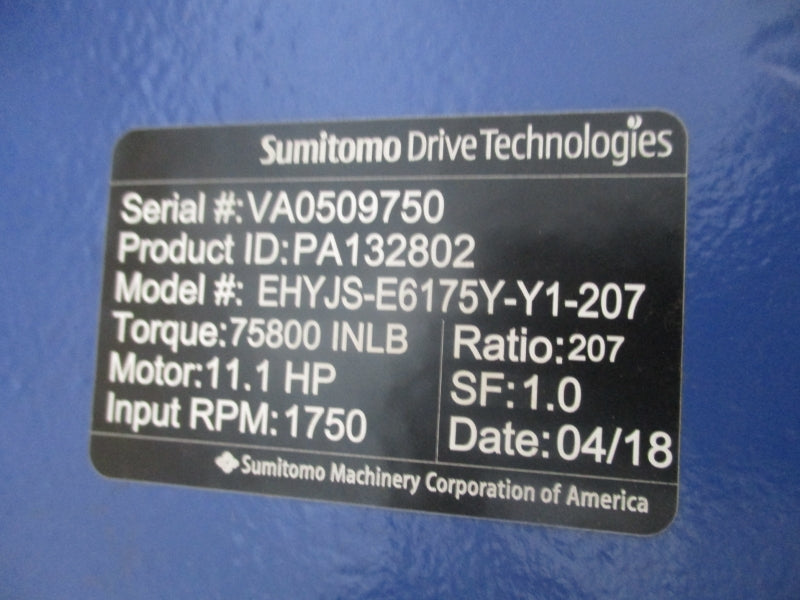 Sumitomo Drive Technologies
Serial #: VA0509750
Product ID: PA132802
Model #: EHYJS-E6175Y-Y1-207
Torque: 75800 INLB
Motor: 11.1 HP
Input RPM: 1750
Ratio: 207
SF: 1.0
Date: 04/18
Sumitomo Machinery Corporation of America